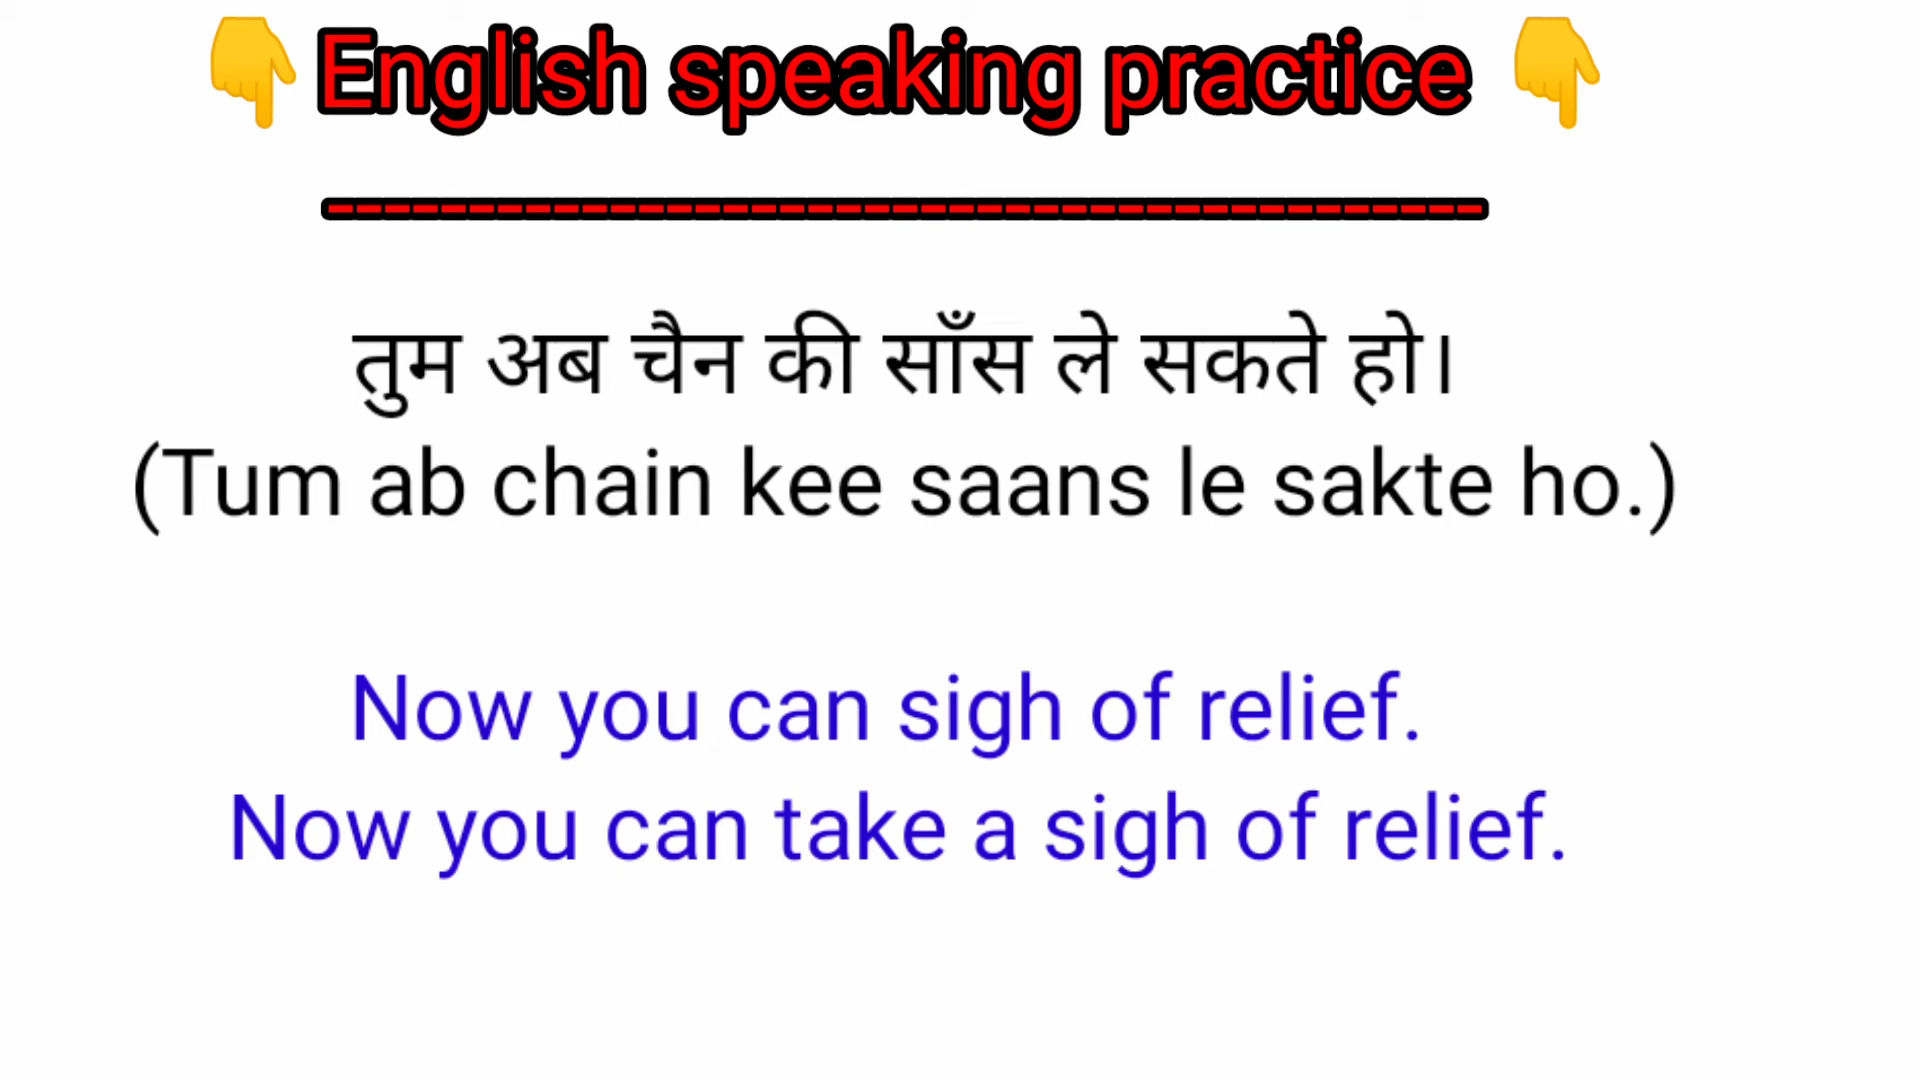 👇English speaking practice 👇
-----------------------------------------
तुम अब चैन की साँस ले सकते हो।
(Tum ab chain kee saans le sakte ho.)
Now you can sigh of relief.
Now you can take a sigh of relief.